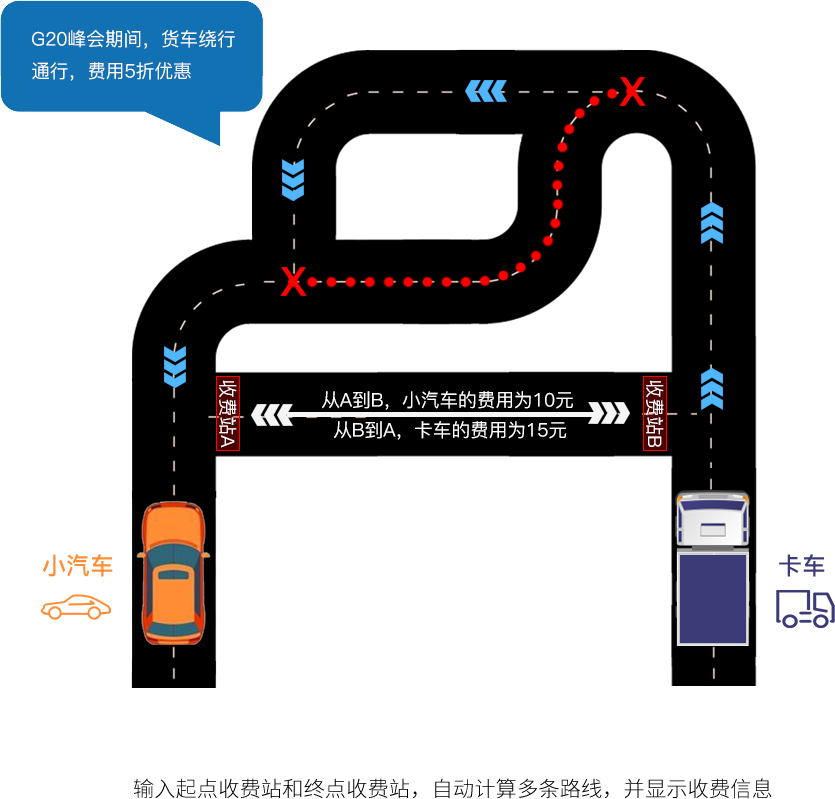 G20峰会期间，货车绕行
通行，费用5折优惠
X
X
收费站A
从A到B，小汽车的费用为10元
从B到A，卡车的费用为15元
收费站B
小汽车
卡车
输入起点收费站和终点收费站，自动计算多条路线，并显示收费信息